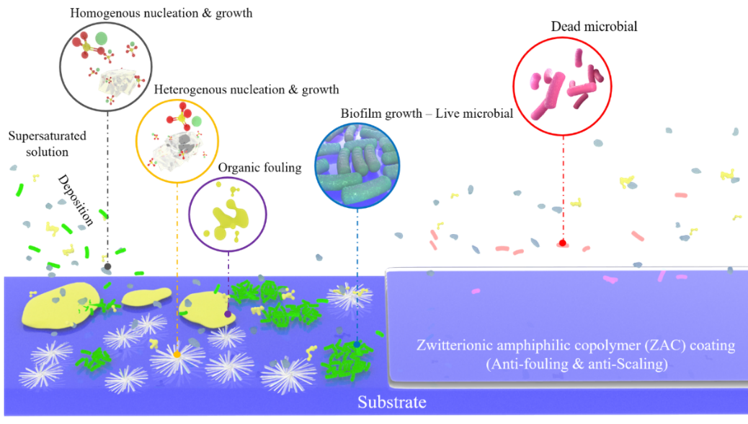 Homogenous nucleation & growth
Dead microbial
Heterogenous nucleation & growth
Biofilm growth – Live microbial
Supersaturated
solution
Organic fouling
Deposition
Zwitterionic amphiphilic copolymer (ZAC) coating
(Anti-fouling & anti-Scaling)
Substrate